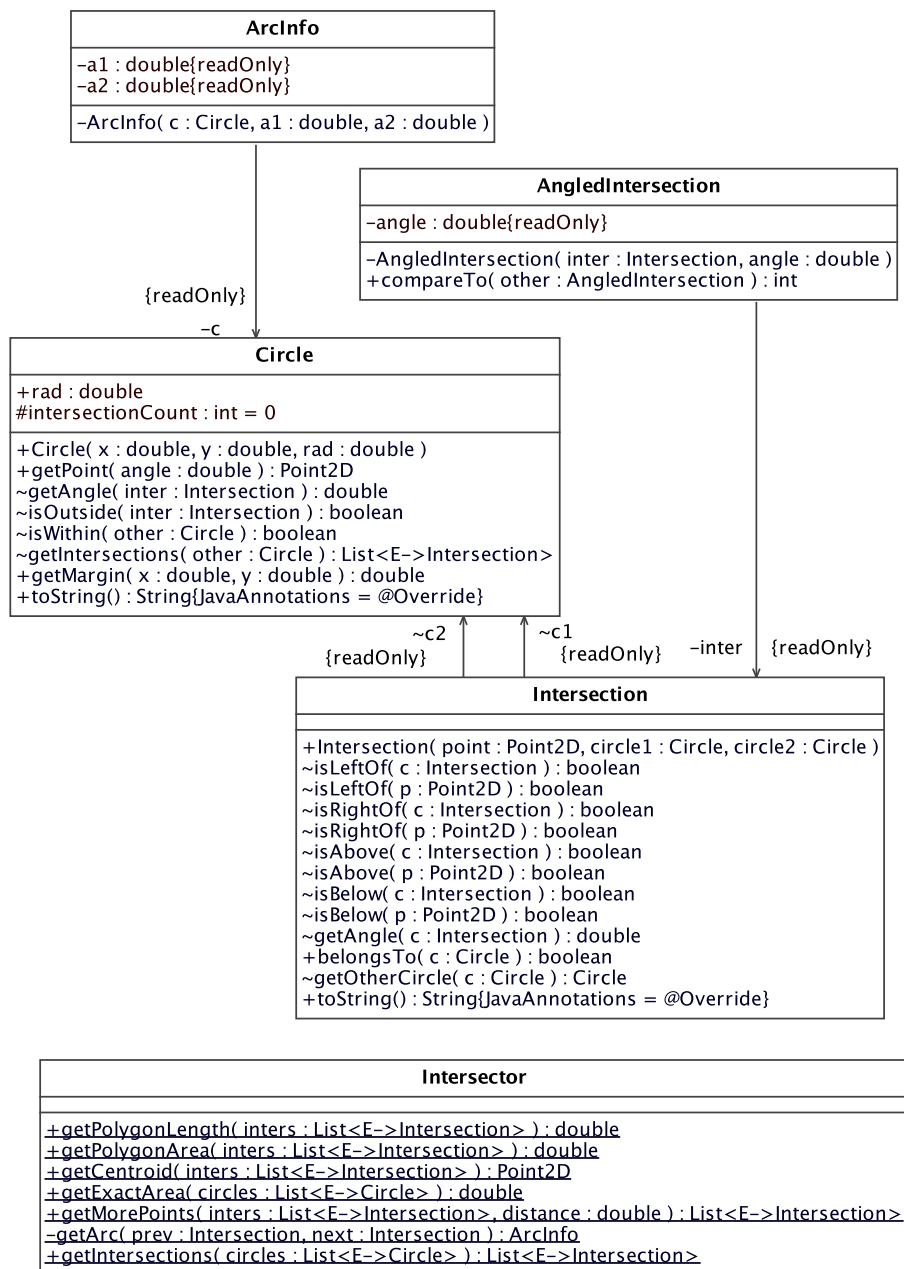 ArcInfo
-a1 : double{readOnly}
-a2 : double{readOnly}
-ArcInfo( c : Circle, a1 : double, a2 : double )
AngledIntersection
-angle : double{readOnly}
-AngledIntersection( inter : Intersection, angle : double )
+compareTo( other : AngledIntersection ) : int
{readOnly}
-c
Circle
+rad : double
#intersectionCount : int = 0
+Circle( x : double, y : double, rad : double )
+getPoint( angle : double ) : Point2D
~getAngle( inter : Intersection ) : double
~isOutside( inter : Intersection ) : boolean
~isWithin( other : Circle ) : boolean
~getIntersections( other : Circle ) : List<E->Intersection>
+getMargin( x : double, y : double ) : double
+toString() : String{JavaAnnotations = @Override}
~c2
{readOnly}
~c1
{readOnly}
-inter
{readOnly}
Intersection
+Intersection( point : Point2D, circle1 : Circle, circle2 : Circle )
~isLeftOf( c : Intersection ) : boolean
~isLeftOf( p : Point2D ) : boolean
~isRightOf( c : Intersection ) : boolean
~isRightOf( p : Point2D ) : boolean
~isAbove( c : Intersection ) : boolean
~isAbove( p : Point2D ) : boolean
~isBelow( c : Intersection ) : boolean
~isBelow( p : Point2D ) : boolean
~getAngle( c : Intersection ) : double
+belongsTo( c : Circle ) : boolean
~getOtherCircle( c : Circle ) : Circle
+toString() : String{JavaAnnotations = @Override}
Intersector
+getPolygonLength( inters : List<E->Intersection> ) : double
+getPolygonArea( inters : List<E->Intersection> ) : double
+getCentroid( inters : List<E->Intersection> ) : Point2D
+getExactArea( circles : List<E->Circle> ) : double
+getMorePoints( inters : List<E->Intersection>, distance : double ) : List<E->Intersection>
-getArc( prev : Intersection, next : Intersection ) : ArcInfo
+getIntersections( circles : List<E->Circle> ) : List<E->Intersection>